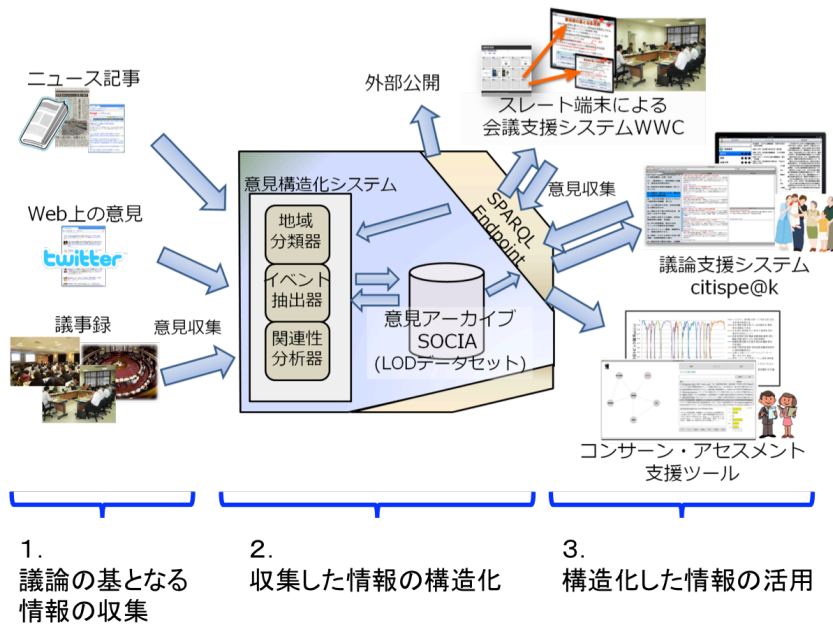 ニュース記事
Web上の意見
twitter
議事録
意見収集
外部公開
意見構造化システム
地域
分類器
イベント
抽出器
関連性
分析器
意見アーカイブ
SOCIA
(LODデータセット)
SPARQL
Endpoint
スレート端末による
会議支援システムWWC
意見収集
議論支援システム
citispe@k
コンサーン・アセスメント
支援ツール
1.
議論の基となる
情報の収集
2.
収集した情報の構造化
3.
構造化した情報の活用